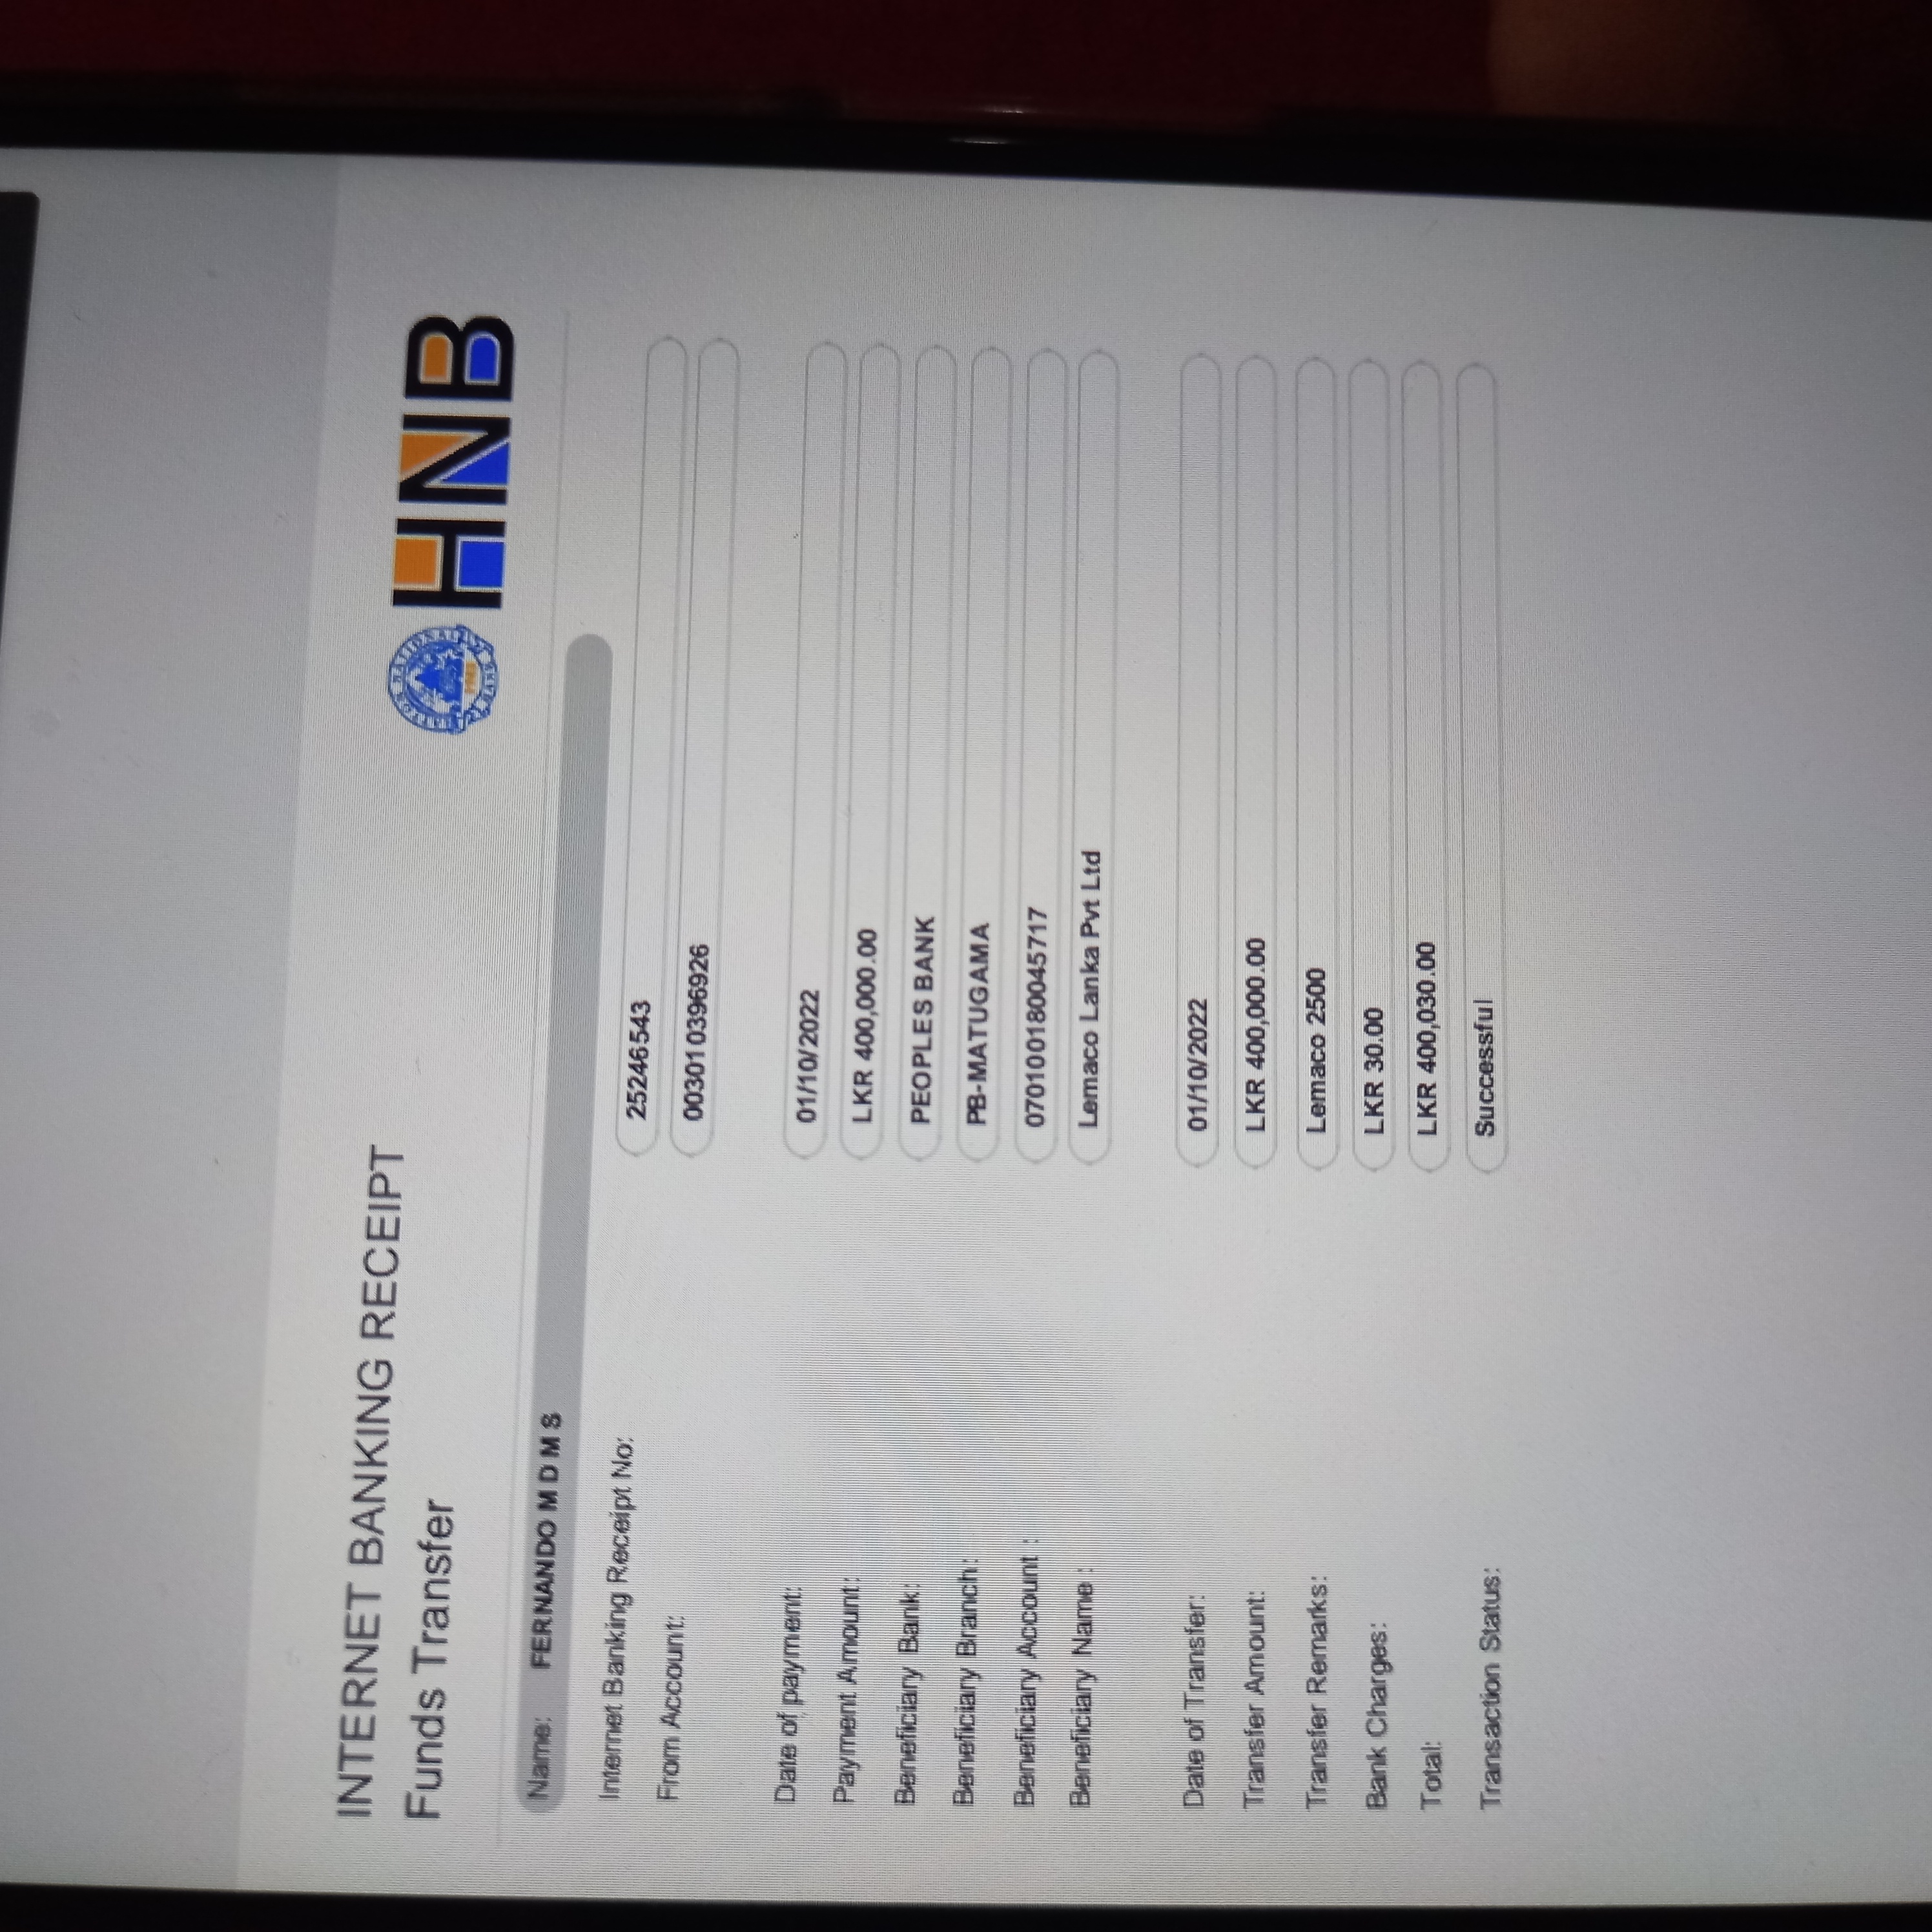 INTERNET BANKING RECEIPT
Funds Transfer
HNB
Name: FERNANDO M D M S
Internet Banking Receipt No: 25246543
From Account: 003010396926
Date of payment: 01/10/2022
Payment Amount: LKR 400,000.00
Beneficiary Bank: PEOPLES BANK
Beneficiary Branch: PB-MATUGAMA
Beneficiary Account : 070100180045717
Beneficiary Name : Lemaco Lanka Pvt Ltd
Date of Transfer: 01/10/2022
Transfer Amount: LKR 400,000.00
Transfer Remarks: Lemaco 2500
Bank Charges: LKR 30.00
Total: LKR 400,030.00
Transaction Status: Successful